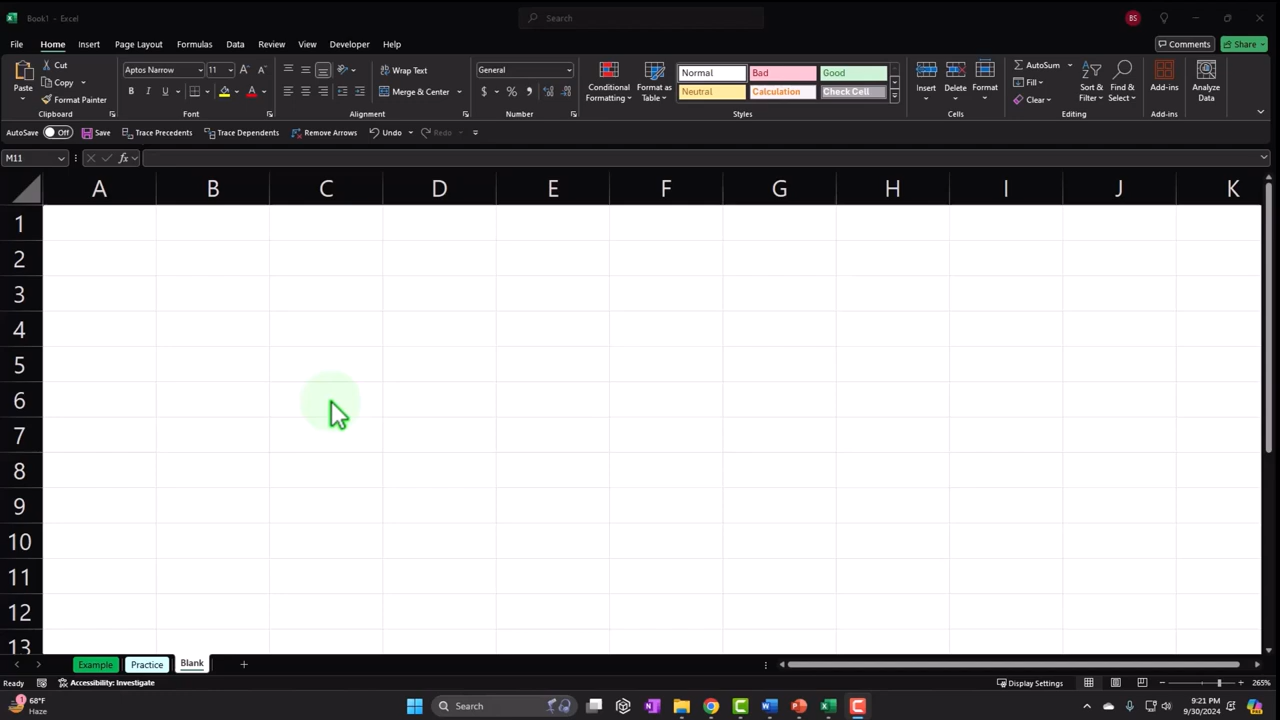 Book1 - Excel
Search
BS
File Home Insert Page Layout Formulas Data Review View Developer Help
Comments
Share
Paste
Cut
Copy
Format Painter
Clipboard
Aptos Narrow
11
B I U
Font
Wrap Text
Merge & Center
Alignment
General
$ % ,
Number
Conditional
Formatting
Format as
Table
Normal Bad Good
Neutral Calculation Check Cell
Styles
Insert Delete Format
Cells
AutoSum
Fill
Clear
Sort &
Filter
Find &
Select
Editing
Add-ins
Add-ins
Analyze
Data
AutoSave Off Save Trace Precedents Trace Dependents Remove Arrows Undo Redo
M11
fx
A B C D E F G H I J K
1
2
3
4
5
6
7
8
9
10
11
12
13
Example Practice Blank
Ready
Accessibility: Investigate
Display Settings
265%
1
68°F
Haze
Search
9:21 PM
9/30/2024